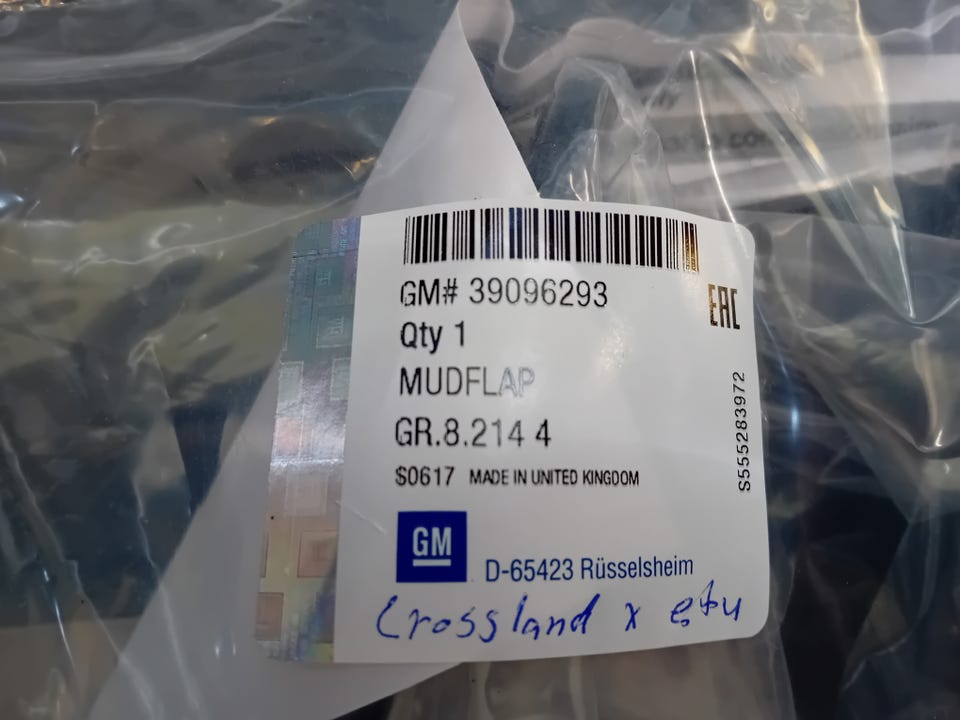 GM# 39096293
EAC
Qty 1
MUDFLAP
GR.8.214 4
S0617 MADE IN UNITED KINGDOM
S555283972
GM
D-65423 Rüsselsheim
Crossland x etu